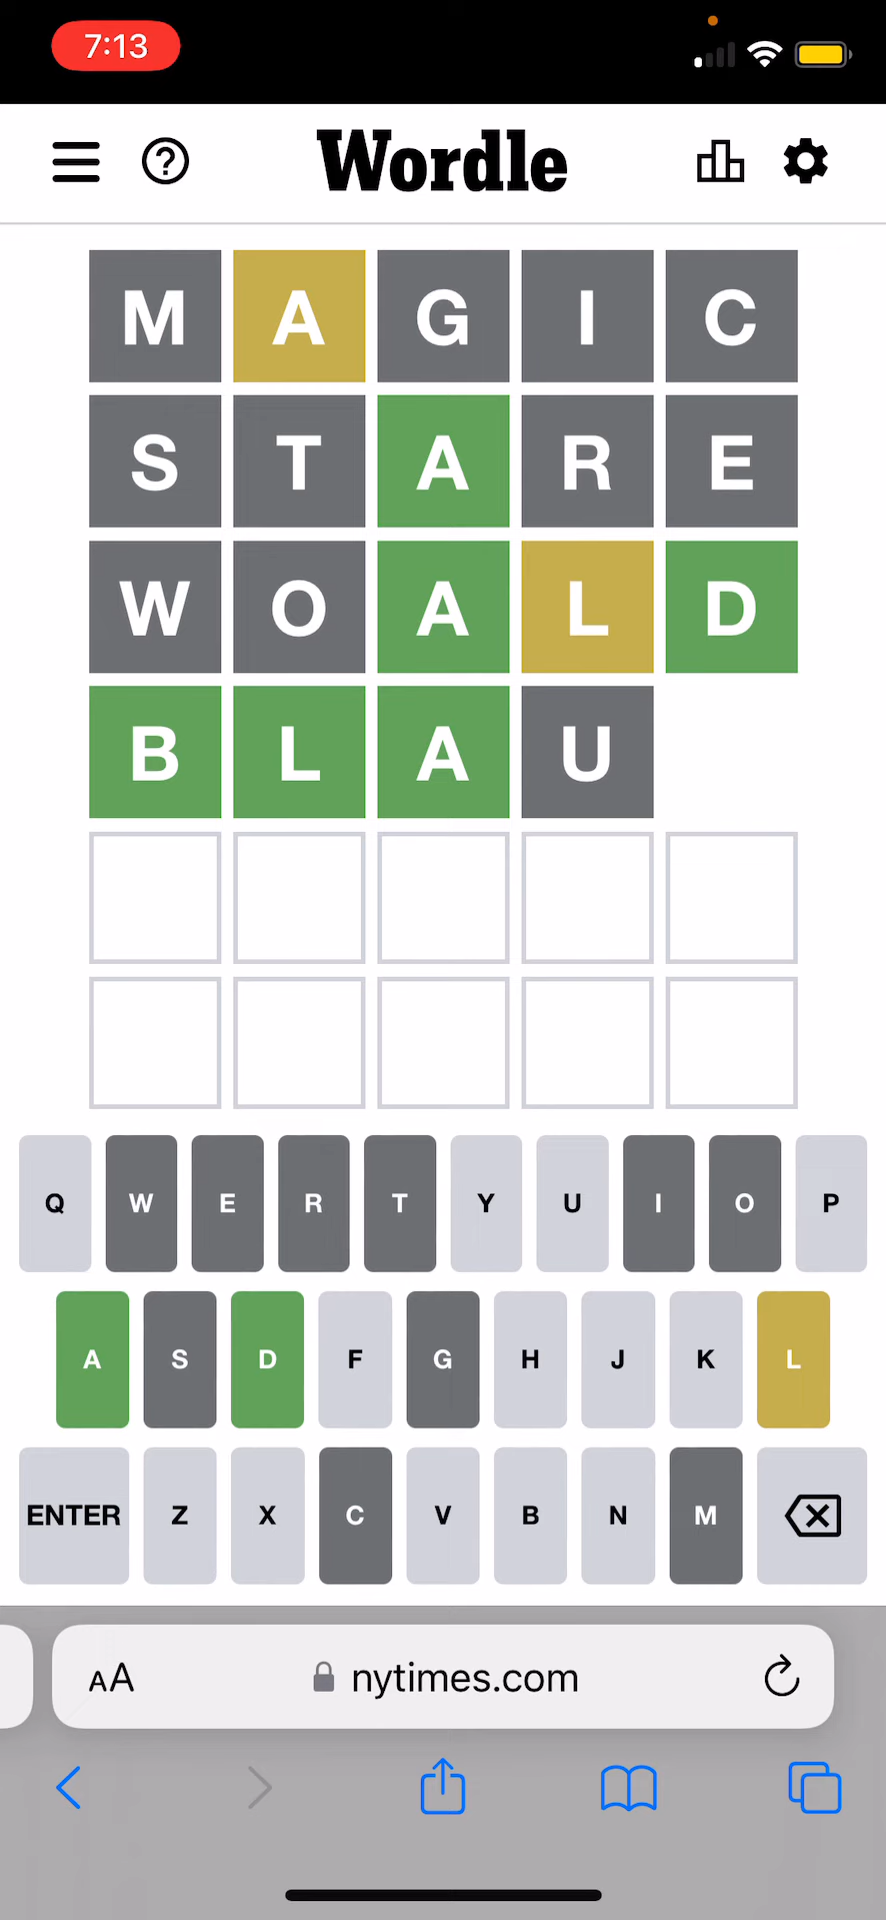 7:13
Wordle
M A G I C
S T A R E
W O A L D
B L A U
Q W E R T Y U I O P
A S D F G H J K L
ENTER Z X C V B N M
AA nytimes.com